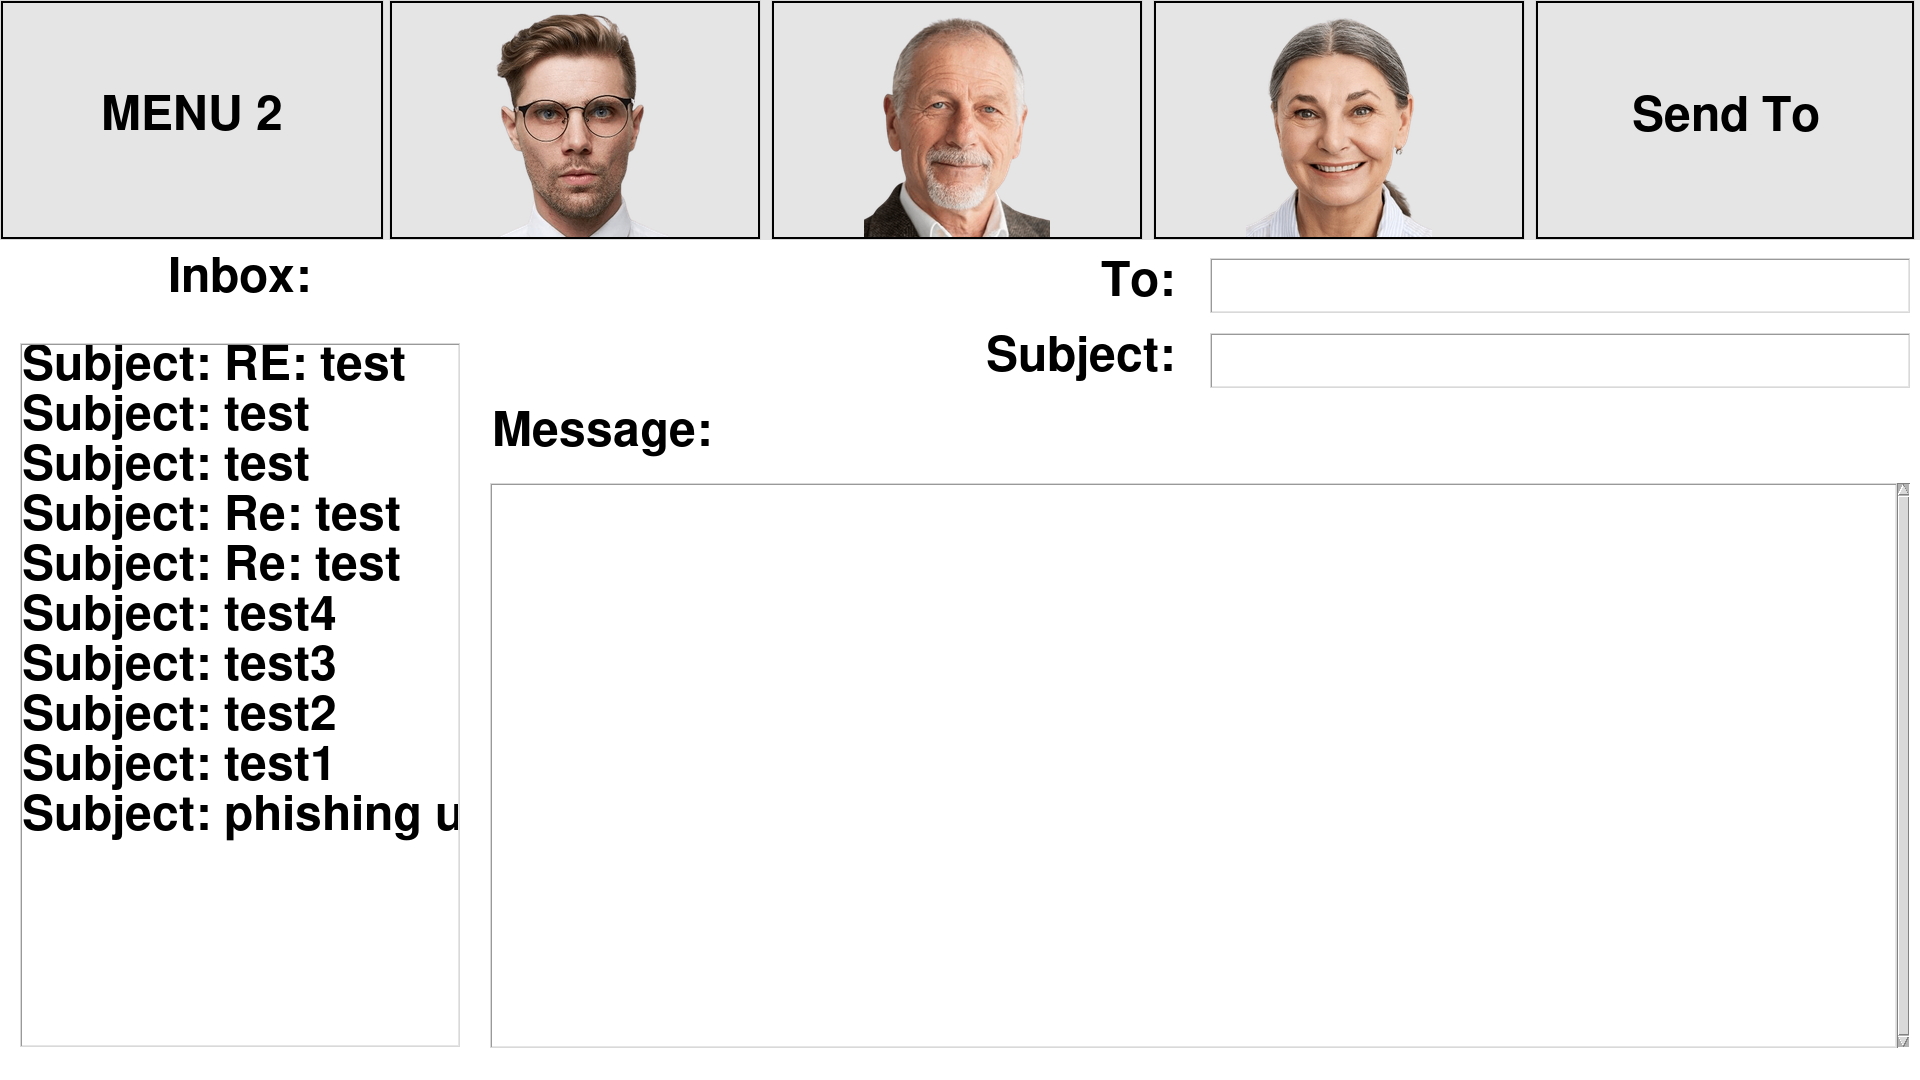 MENU 2
Send To
Inbox:
To:
Subject:
Subject: RE: test
Subject: test
Subject: test
Subject: Re: test
Subject: Re: test
Subject: test4
Subject: test3
Subject: test2
Subject: test1
Subject: phishing u
Message: